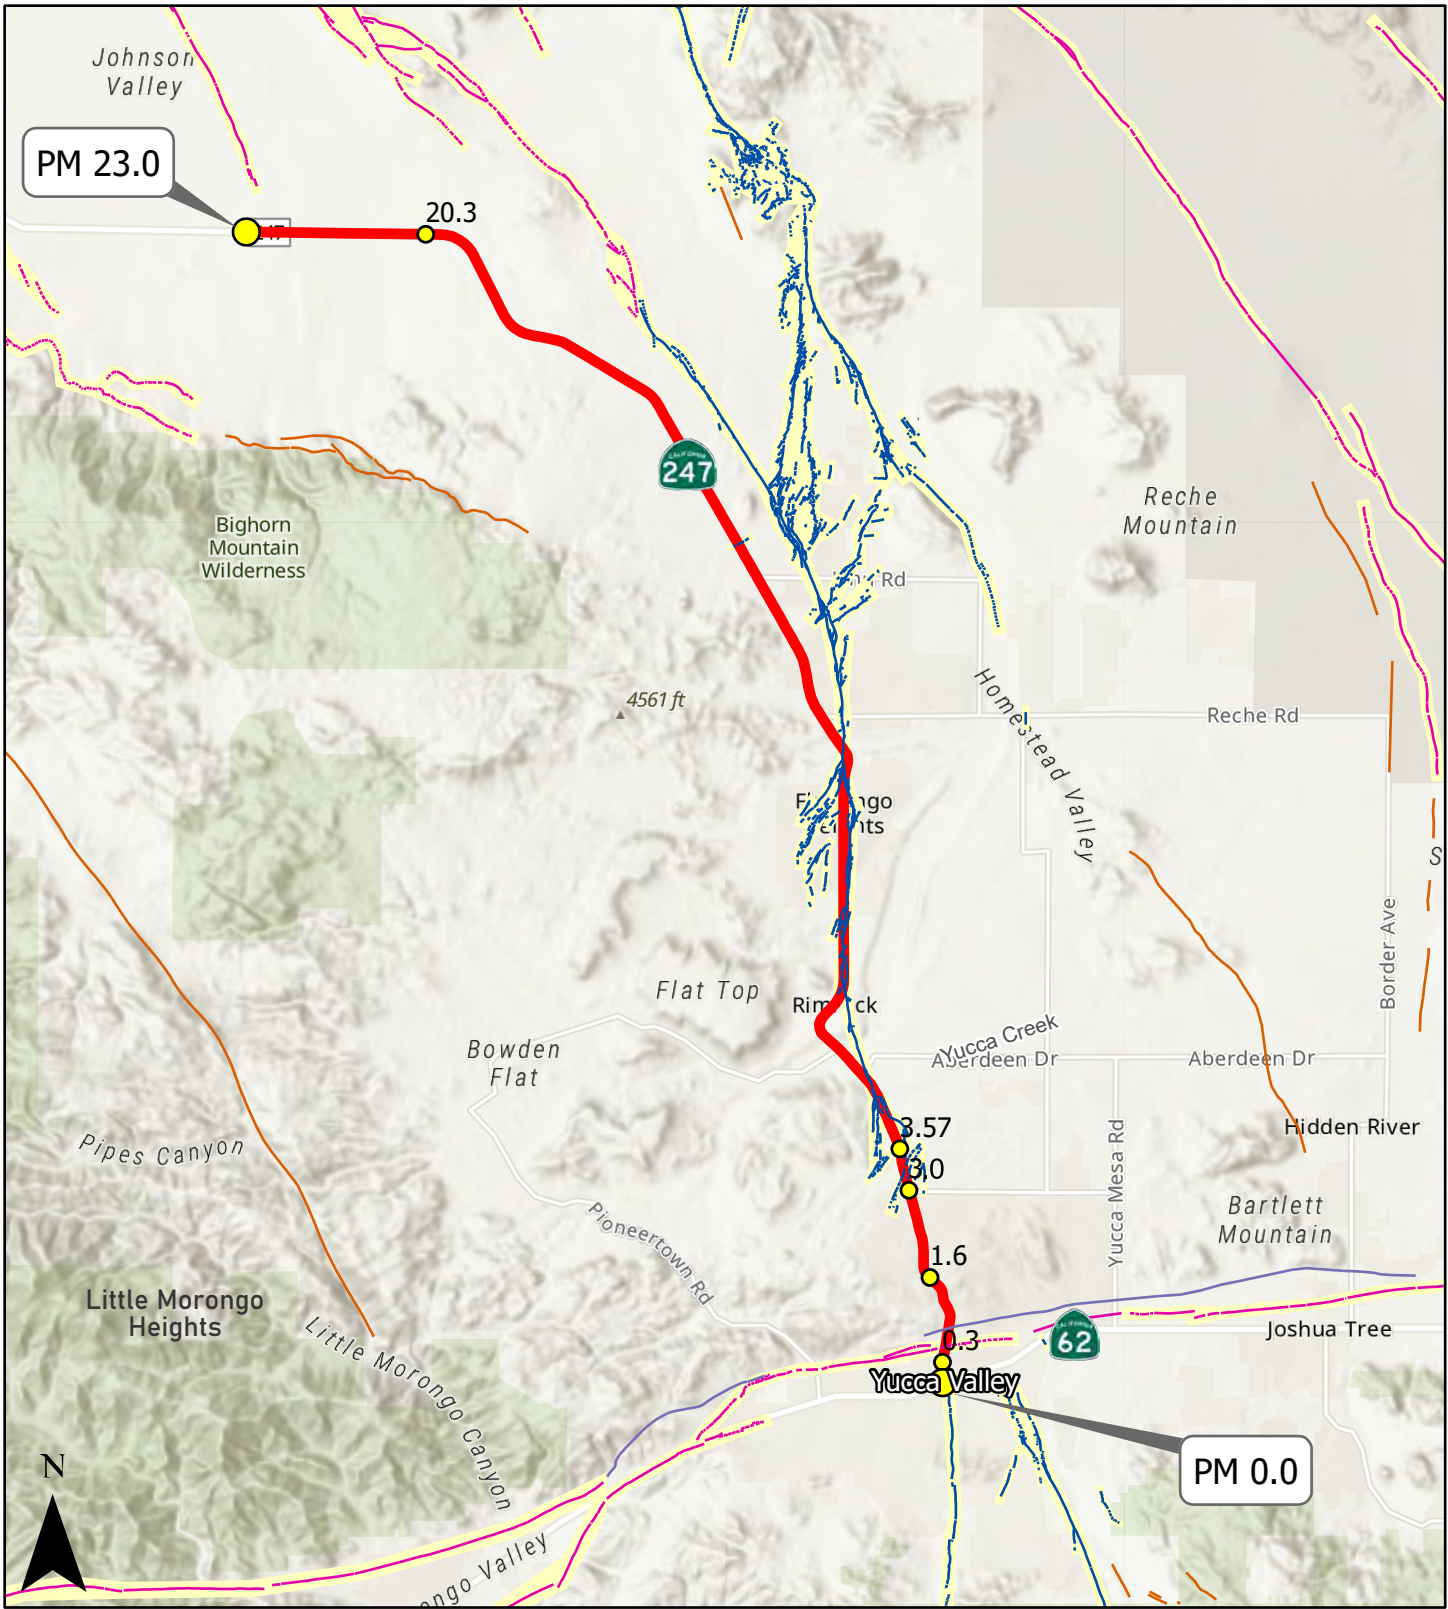 Johnson
Valley
PM 23.0
20.3
CALIFORNIA
247
Reche
Mountain
Bighorn
Mountain
Wilderness
Rd
4561 ft
Homestead Valley
Reche Rd
Border Ave
Flat Top
Bowden
Flat
Yucca Creek
Aberdeen Dr
Aberdeen Dr
3.57
Hidden River
Pipes Canyon
3.0
Yucca Mesa Rd
Bartlett
Mountain
Pioneertown Rd
1.6
Little Morongo
Heights
Little Morongo Canyon
0.3
CALIFORNIA
62
Joshua Tree
Yucca Valley
N
PM 0.0
ongo Valley